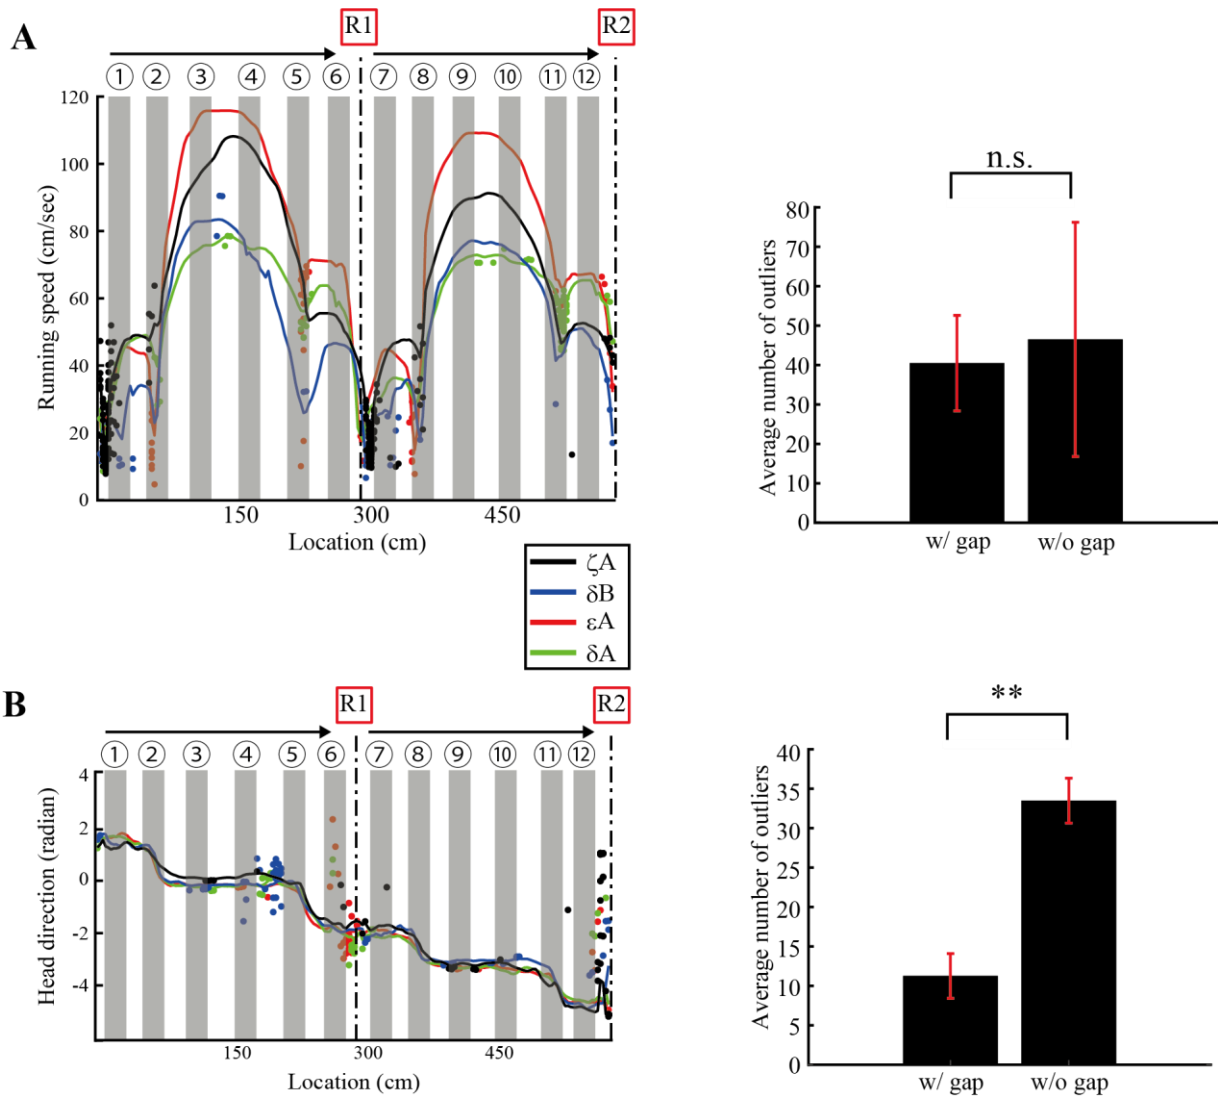 A
R1
R2
① ② ③ ④ ⑤ ⑥ ⑦ ⑧ ⑨ ⑩ ⑪ ⑫
120
100
80
60
40
20
0
Running speed (cm/sec)
150 300 450
Location (cm)
n.s.
80
70
60
50
40
30
20
10
0
Average number of outliers
w/ gap w/o gap
ζA
δB
εA
δA
B
R1
R2
① ② ③ ④ ⑤ ⑥ ⑦ ⑧ ⑨ ⑩ ⑪ ⑫
4
2
0
-2
-4
Head direction (radian)
150 300 450
Location (cm)
**
40
35
30
25
20
15
10
5
0
Average number of outliers
w/ gap w/o gap